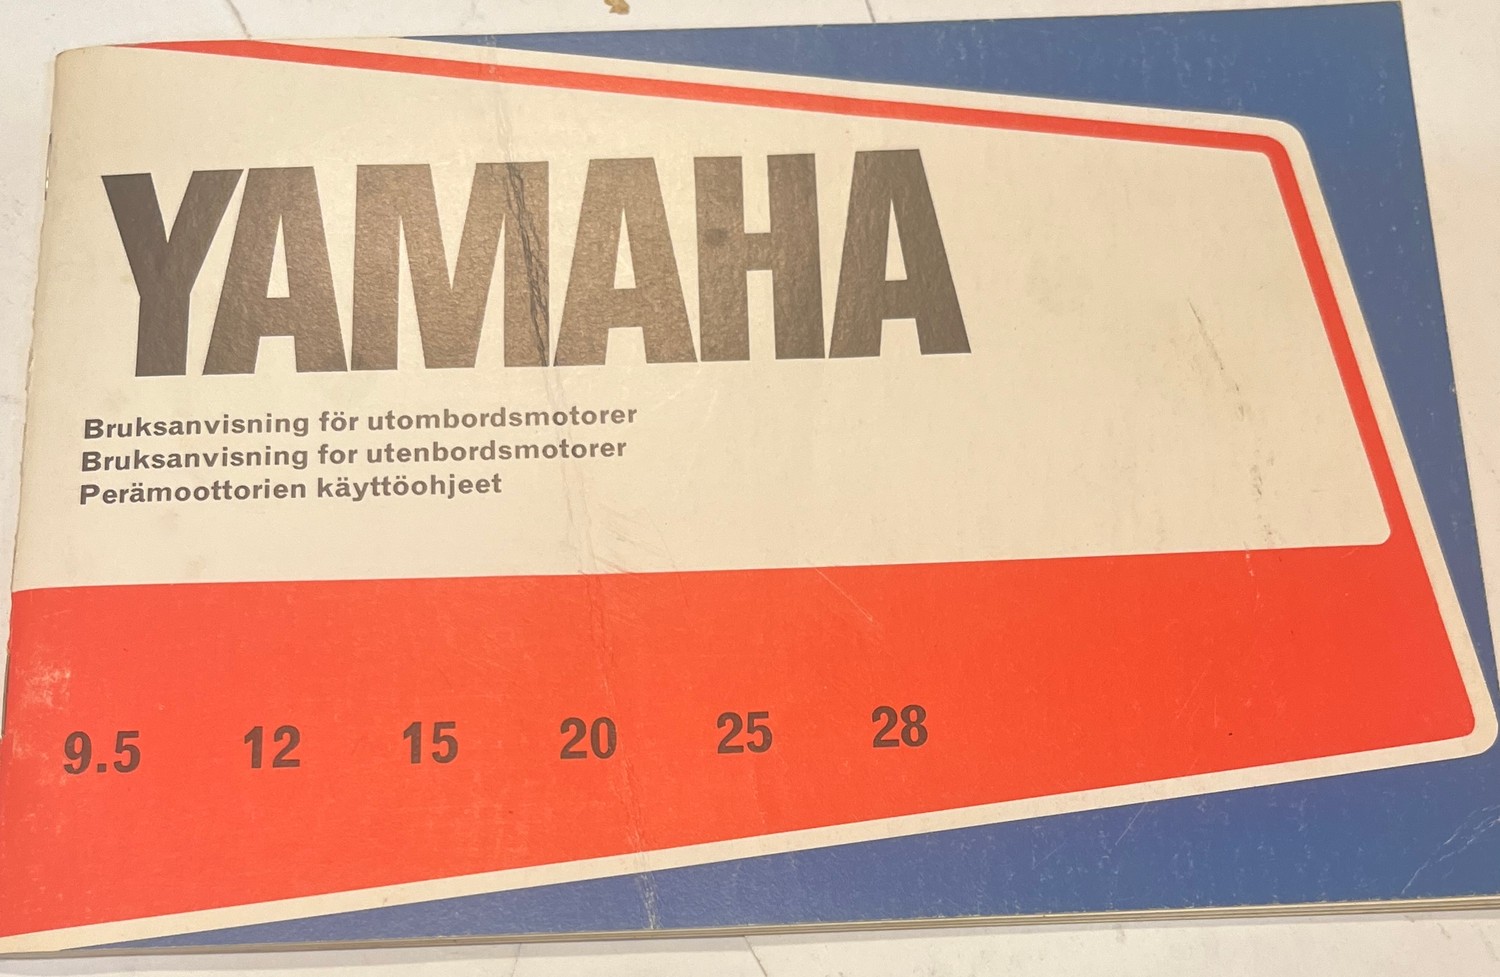 YAMAHA
Bruksanvisning för utombordsmotorer
Bruksanvisning for utenbordsmotorer
Perämoottorien käyttöohjeet
9.5 12 15 20 25 28